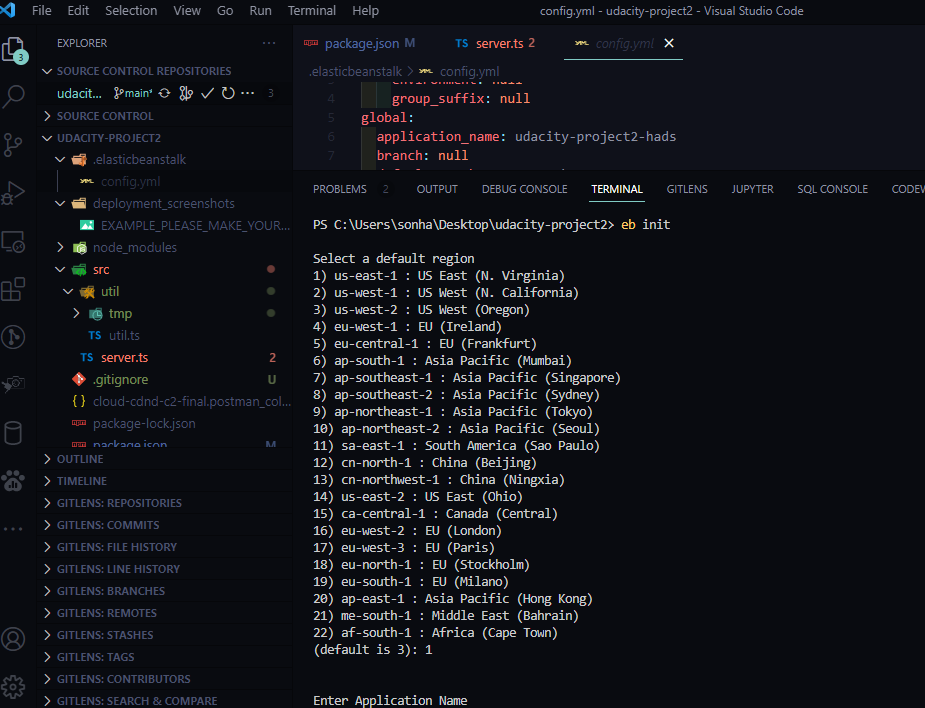 File Edit Selection View Go Run Terminal Help
config.yml - udacity-project2 - Visual Studio Code
EXPLORER
3
SOURCE CONTROL REPOSITORIES
udacit... main* 3
SOURCE CONTROL
UDACITY-PROJECT2
.elasticbeanstalk
config.yml
deployment_screenshots
EXAMPLE_PLEASE_MAKE_YOUR...
node_modules
src
util
tmp
TS util.ts
TS server.ts 2
.gitignore U
{ } cloud-cdnd-c2-final.postman_col...
package-lock.json
package.json M
OUTLINE
TIMELINE
GITLENS: REPOSITORIES
GITLENS: COMMITS
GITLENS: FILE HISTORY
GITLENS: LINE HISTORY
GITLENS: BRANCHES
GITLENS: REMOTES
GITLENS: STASHES
GITLENS: TAGS
GITLENS: CONTRIBUTORS
GITLENS: SEARCH & COMPARE
package.json M TS server.ts 2 config.yml
.elasticbeanstalk > config.yml
environment: null
4 group_suffix: null
5 global:
6 application_name: udacity-project2-hads
7 branch: null
PROBLEMS 2 OUTPUT DEBUG CONSOLE TERMINAL GITLENS JUPYTER SQL CONSOLE CODEW
PS C:\Users\sonha\Desktop\udacity-project2> eb init
Select a default region
1) us-east-1 : US East (N. Virginia)
2) us-west-1 : US West (N. California)
3) us-west-2 : US West (Oregon)
4) eu-west-1 : EU (Ireland)
5) eu-central-1 : EU (Frankfurt)
6) ap-south-1 : Asia Pacific (Mumbai)
7) ap-southeast-1 : Asia Pacific (Singapore)
8) ap-southeast-2 : Asia Pacific (Sydney)
9) ap-northeast-1 : Asia Pacific (Tokyo)
10) ap-northeast-2 : Asia Pacific (Seoul)
11) sa-east-1 : South America (Sao Paulo)
12) cn-north-1 : China (Beijing)
13) cn-northwest-1 : China (Ningxia)
14) us-east-2 : US East (Ohio)
15) ca-central-1 : Canada (Central)
16) eu-west-2 : EU (London)
17) eu-west-3 : EU (Paris)
18) eu-north-1 : EU (Stockholm)
19) eu-south-1 : EU (Milano)
20) ap-east-1 : Asia Pacific (Hong Kong)
21) me-south-1 : Middle East (Bahrain)
22) af-south-1 : Africa (Cape Town)
(default is 3): 1
Enter Application Name